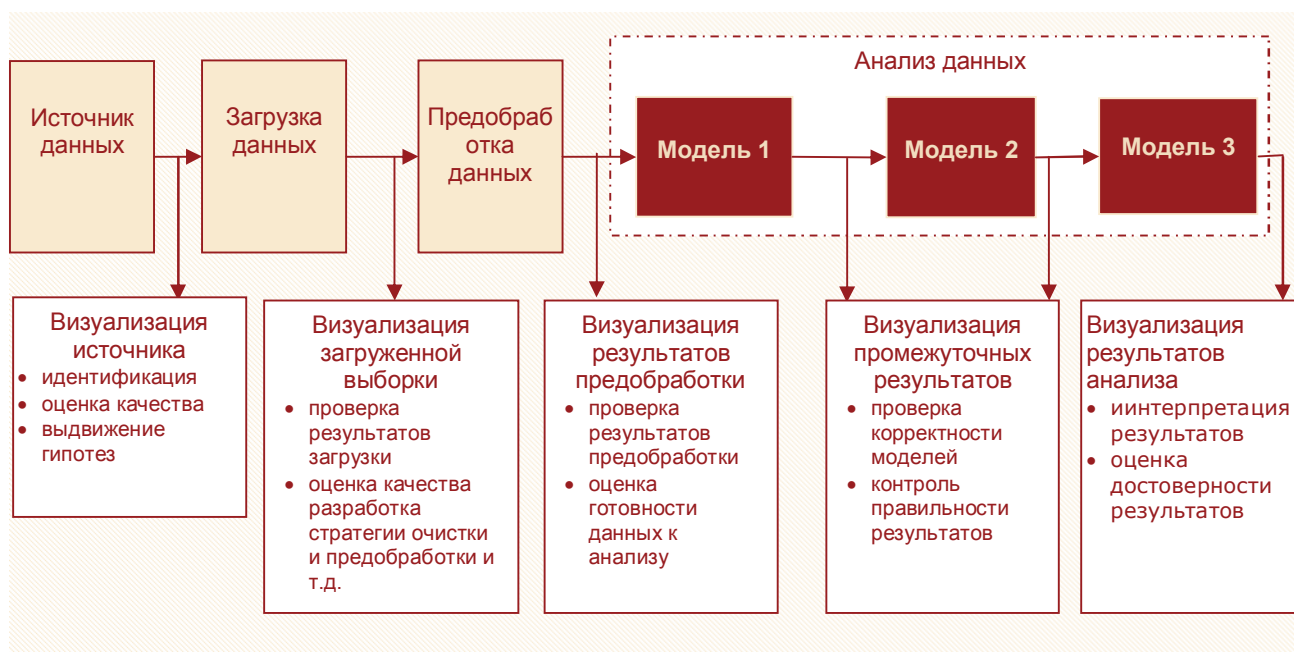 Анализ данных
Источник
данных
Загрузка
данных
Предобраб
отка
данных
Модель 1
Модель 2
Модель 3
Визуализация
источника
• идентификация
• оценка качества
• выдвижение
гипотез
Визуализация
загруженной
выборки
• проверка
результатов
загрузки
• оценка качества
разработка
стратегии очистки
и предобработки и
т.д.
Визуализация
результатов
предобработки
• проверка
результатов
предобработки
• оценка
готовности
данных к
анализу
Визуализация
промежуточных
результатов
• проверка
корректности
моделей
• контроль
правильности
результатов
Визуализация
результатов
анализа
• иинтерпретация
результатов
• оценка
достоверности
результатов